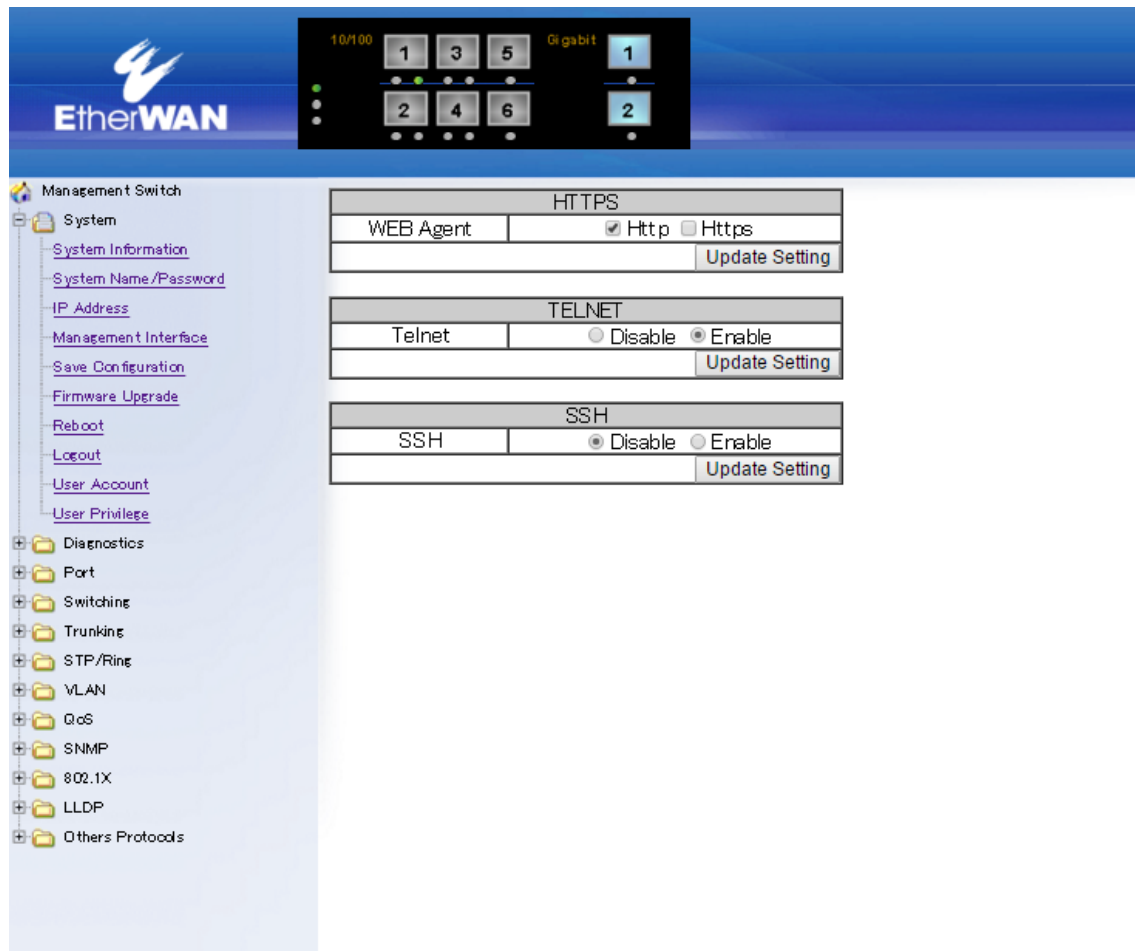 EtherWAN
10/100 1 3 5 Gigabit 1
2 4 6 2
Management Switch
System
System Information
System Name/Password
IP Address
Management Interface
Save Configuration
Firmware Upgrade
Reboot
Logout
User Account
User Privilege
Diagnostics
Port
Switching
Trunking
STP/Ring
VLAN
QoS
SNMP
802.1X
LLDP
Others Protocols
HTTPS
WEB Agent Http Https
Update Setting
TELNET
Telnet Disable Enable
Update Setting
SSH
SSH Disable Enable
Update Setting